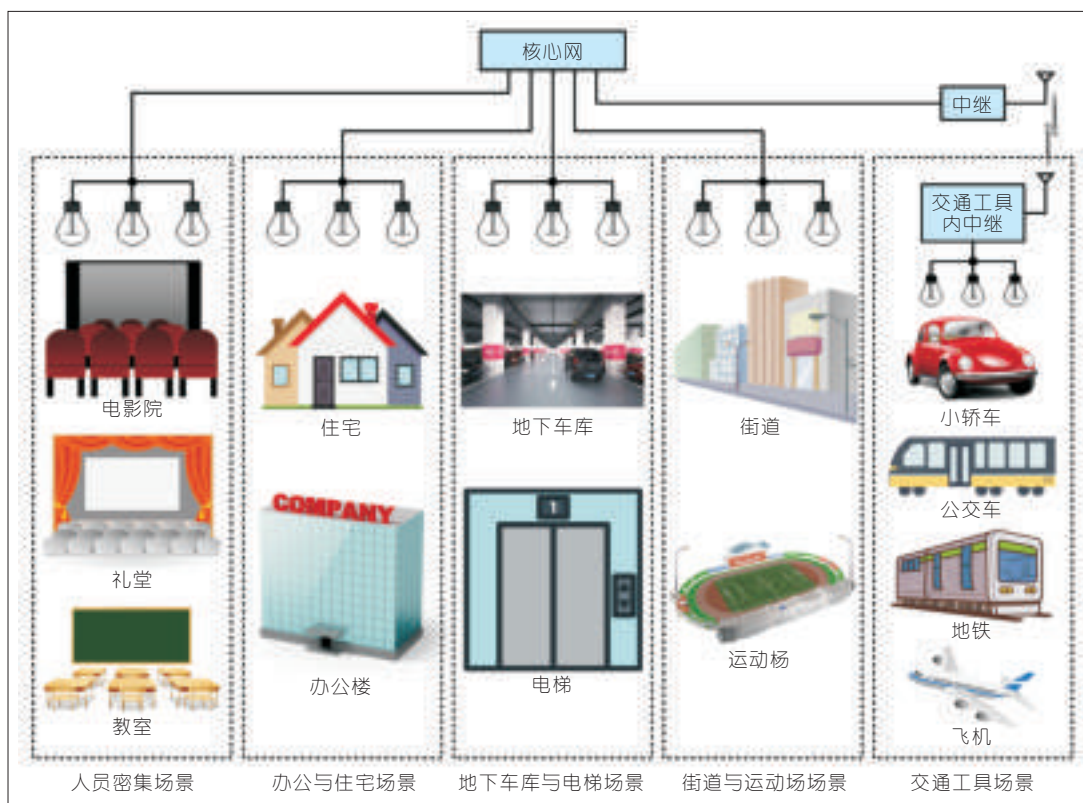 核心网
中继
交通工具
内中继
电影院
礼堂
教室
人员密集场景
住宅
COMPANY
办公楼
办公与住宅场景
地下车库
1
电梯
地下车库与电梯场景
街道
运动杨
街道与运动场场景
小轿车
公交车
地铁
飞机
交通工具场景